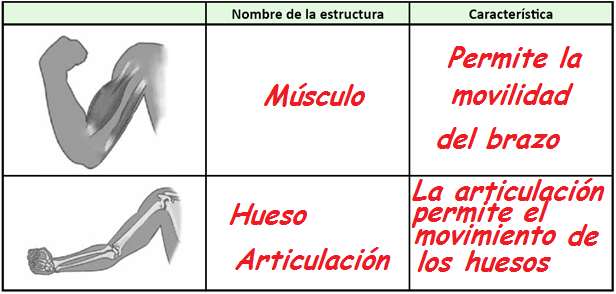 Nombre de la estructura
Característica
Músculo
Permite la
movilidad
del brazo
Hueso
Articulación
La articulación
permite el
movimiento de
los huesos